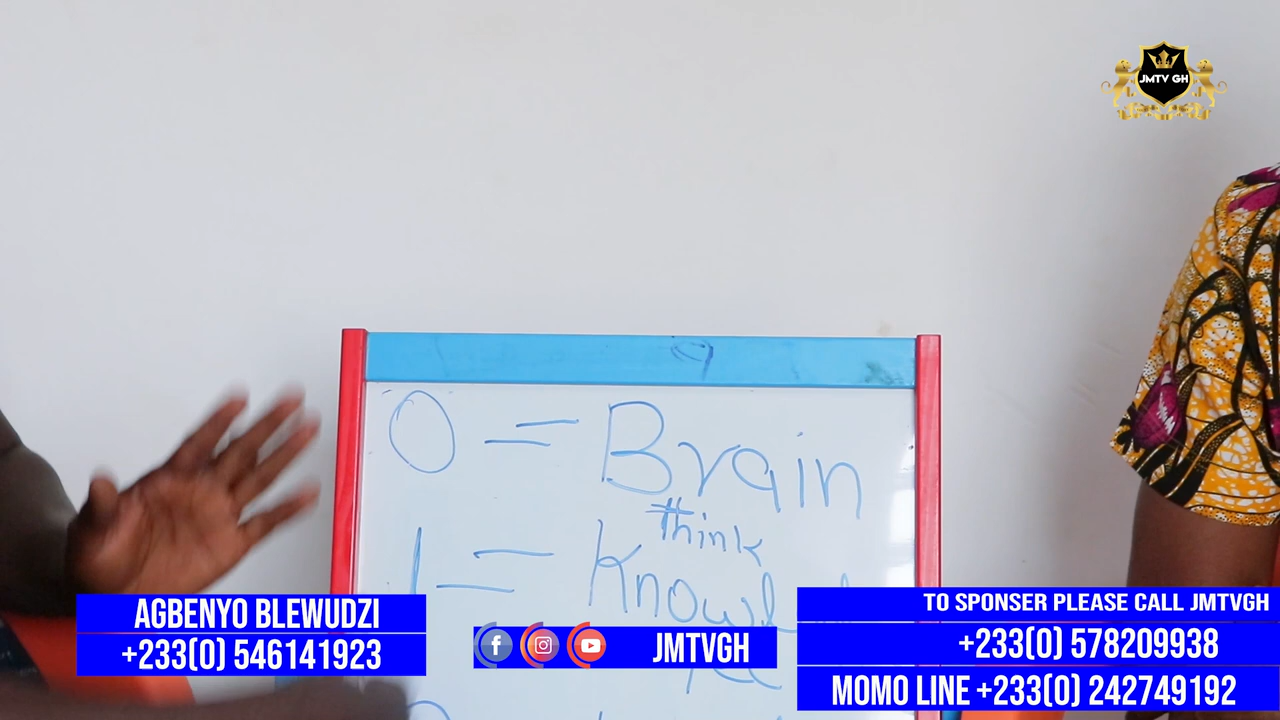 JMTV GH
9
0 = Brain
think
1 =
AGBENYO BLEWUDZI
+233(0) 546141923
JMTVGH
TO SPONSER PLEASE CALL JMTVGH
+233(0) 578209938
MOMO LINE +233(0) 242749192